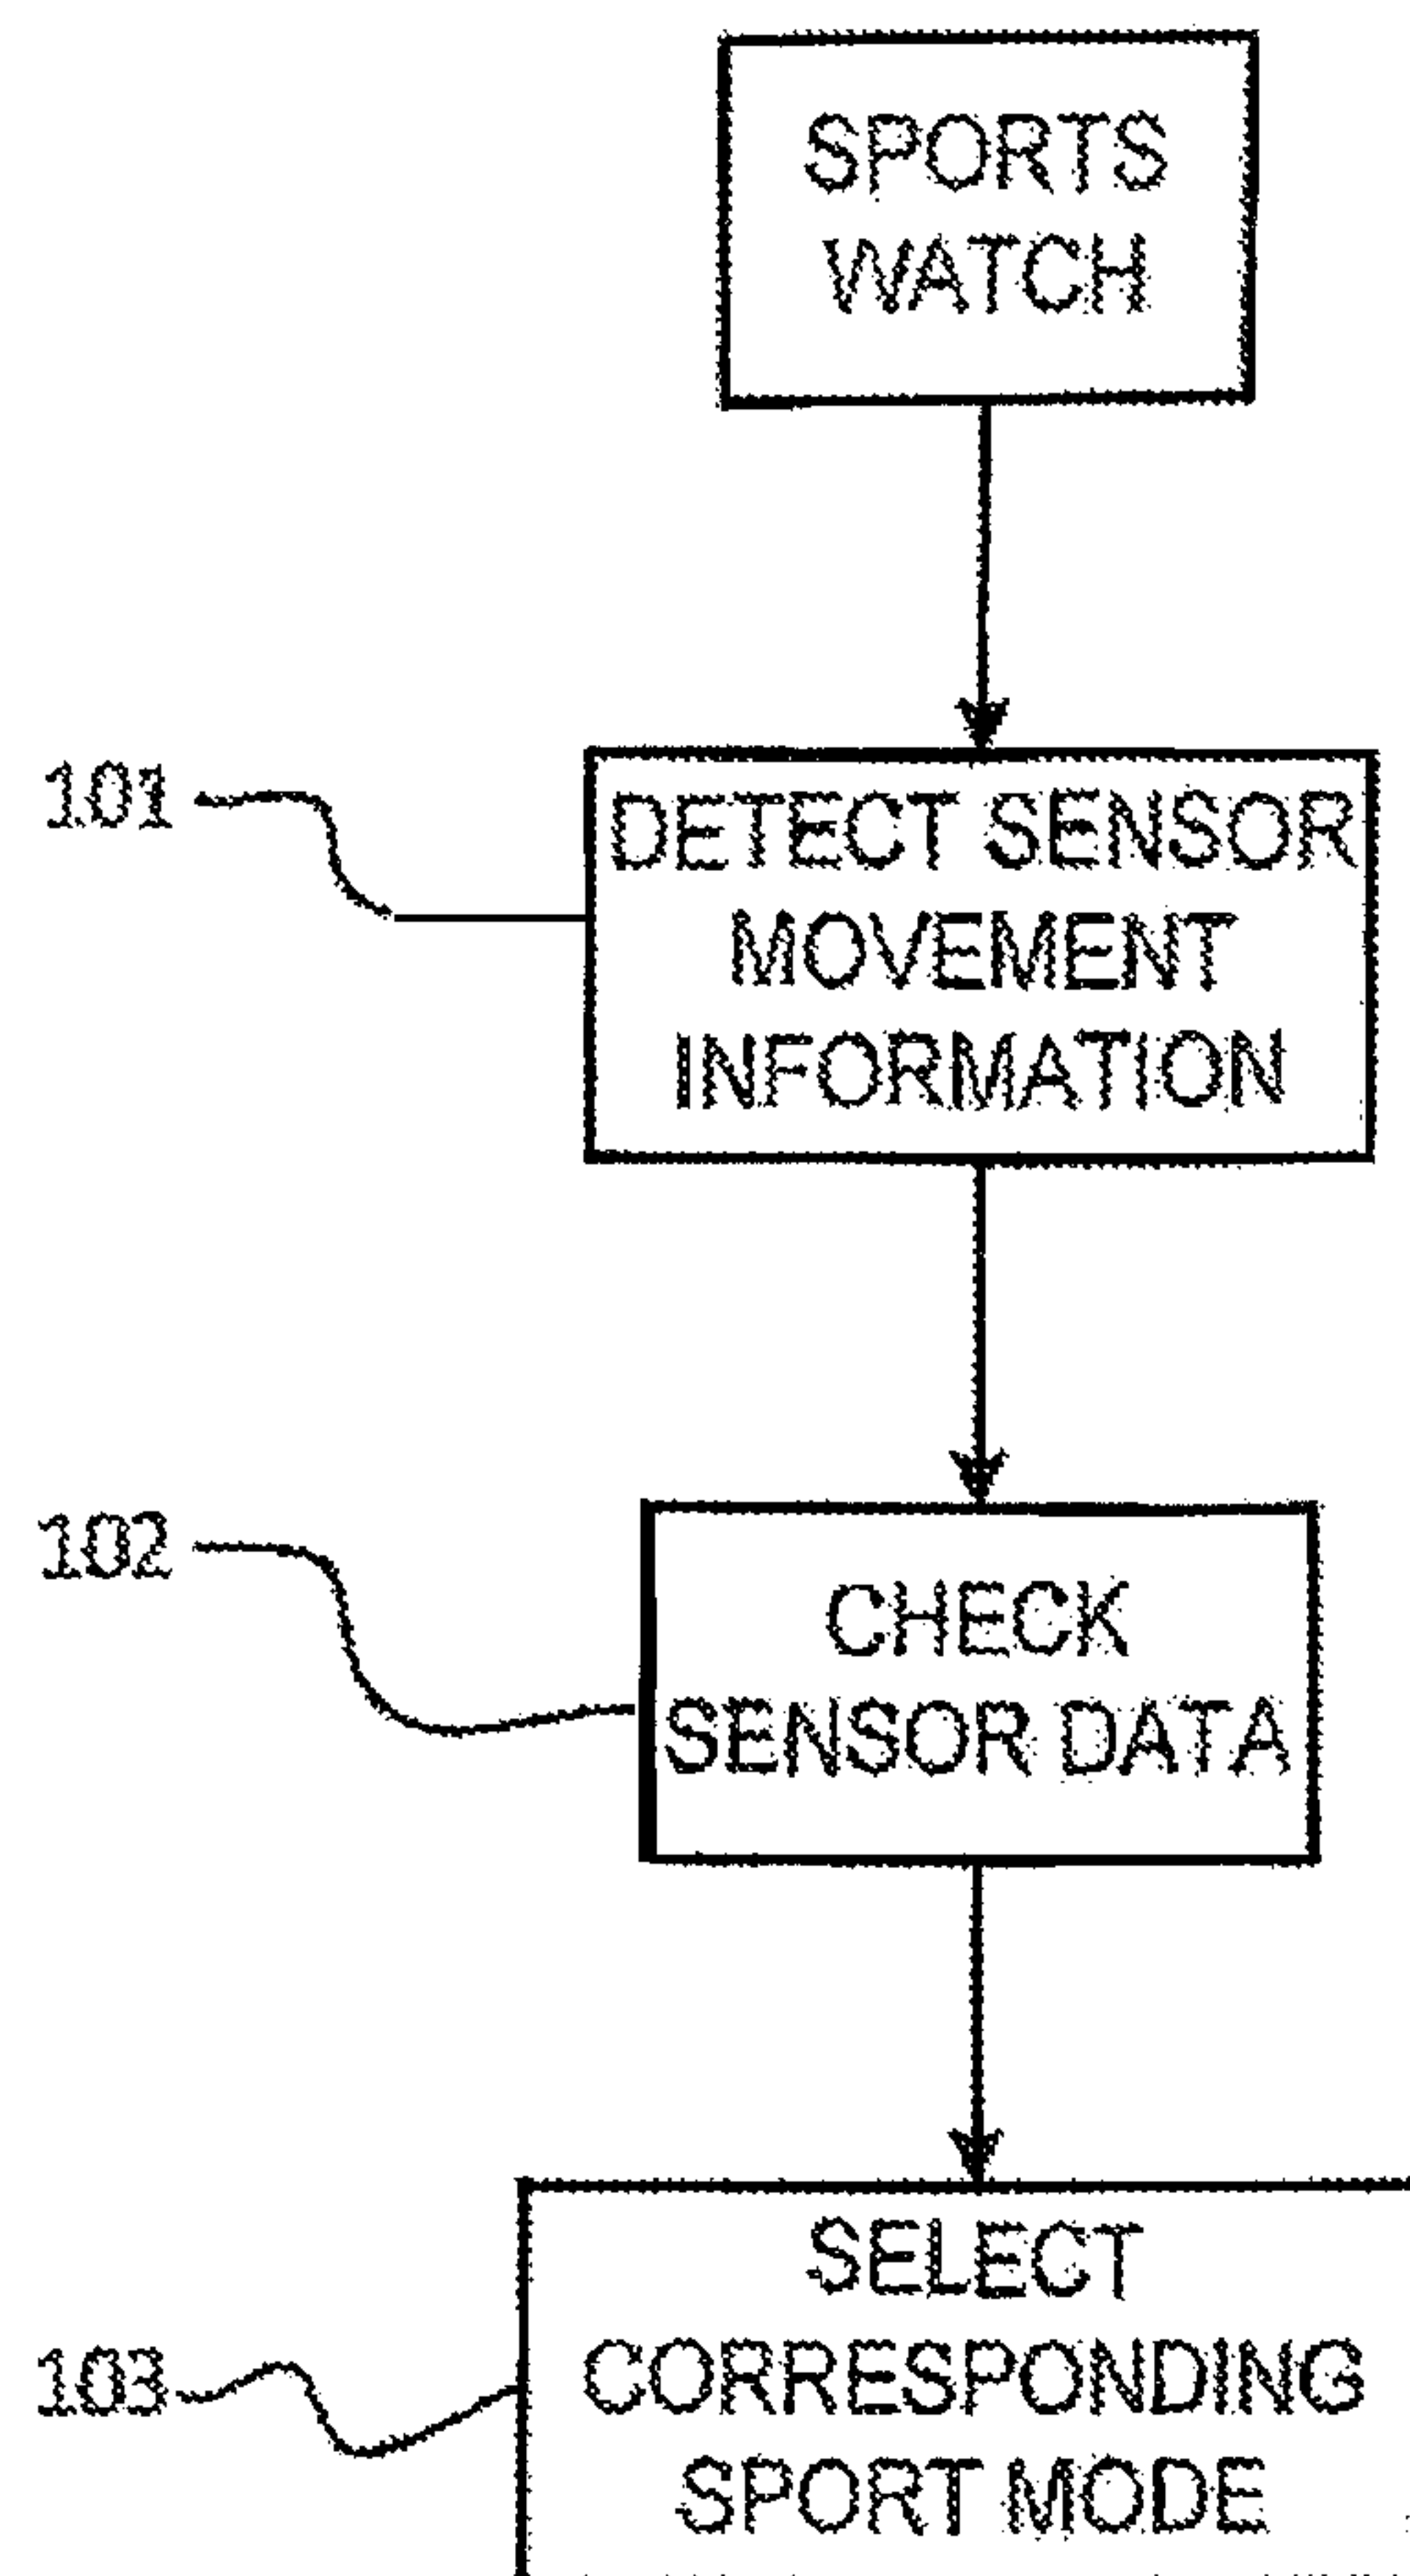 SPORTS
WATCH
101
DETECT SENSOR
MOVEMENT
INFORMATION
102
CHECK
SENSOR DATA
SELECT
103
CORRESPONDING
SPORT MODE